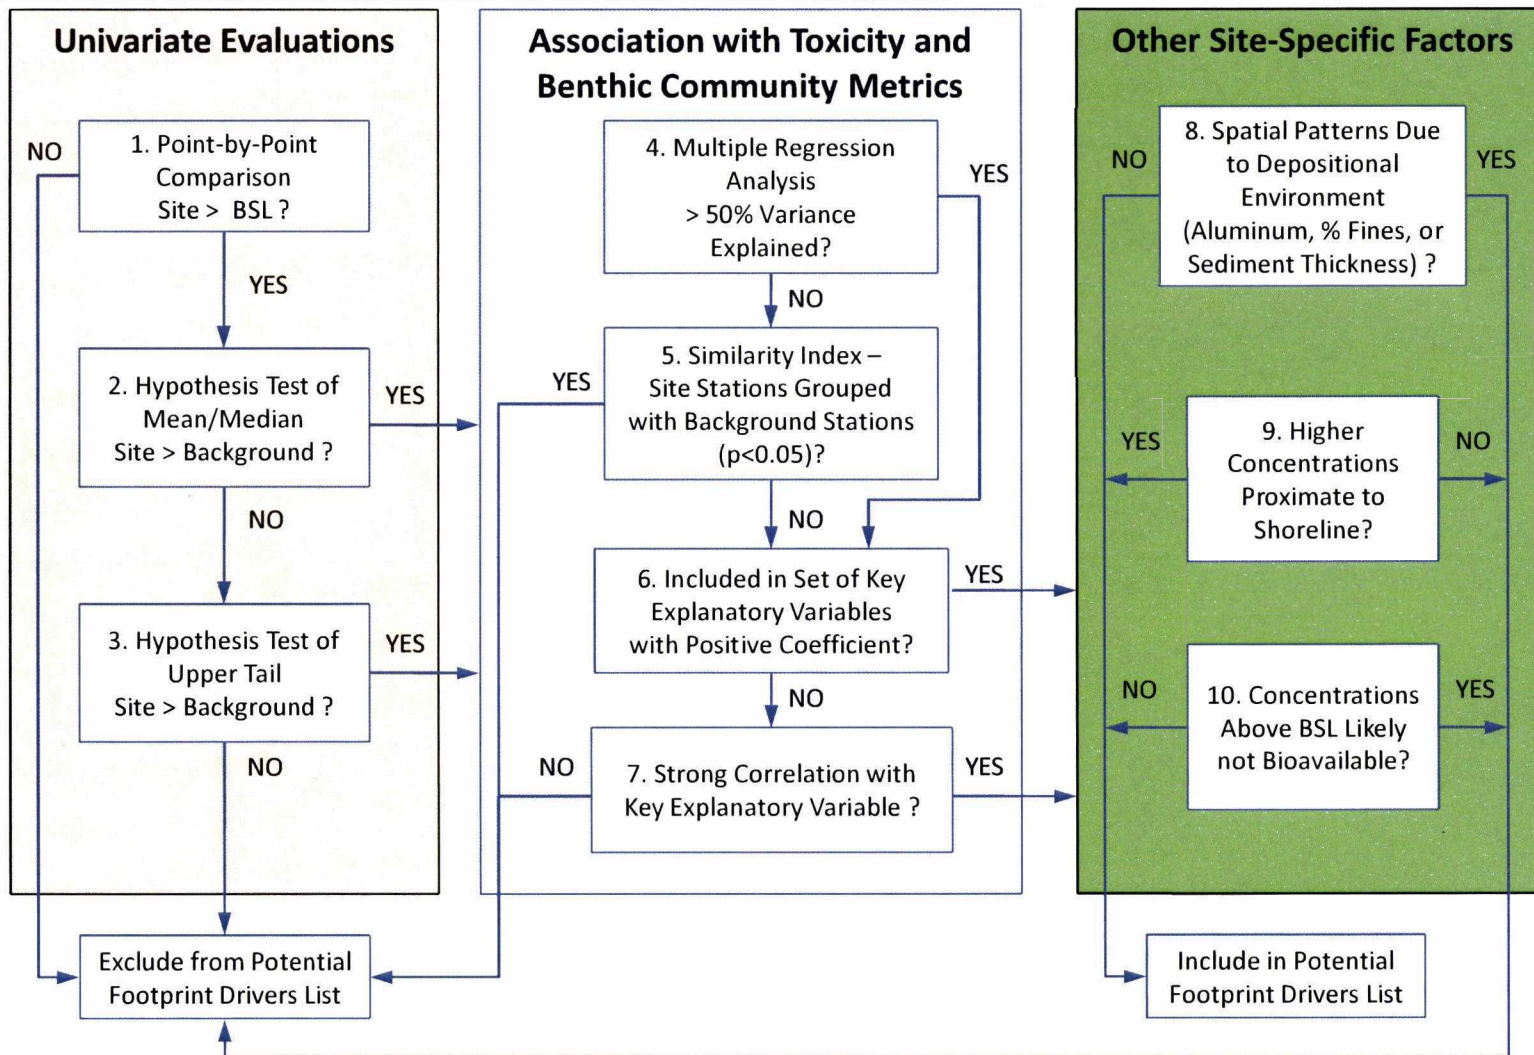 Univariate Evaluations
NO
1. Point-by-Point
Comparison
Site > BSL ?
YES
2. Hypothesis Test of
Mean/Median
Site > Background ?
YES
NO
3. Hypothesis Test of
Upper Tail
Site > Background ?
YES
NO
Exclude from Potential
Footprint Drivers List
Association with Toxicity and
Benthic Community Metrics
4. Multiple Regression
Analysis
> 50% Variance
Explained?
YES
NO
YES
5. Similarity Index –
Site Stations Grouped
with Background Stations
(p<0.05)?
NO
6. Included in Set of Key
Explanatory Variables
with Positive Coefficient?
YES
NO
NO
7. Strong Correlation with
Key Explanatory Variable ?
YES
Other Site-Specific Factors
NO
8. Spatial Patterns Due
to Depositional
Environment
(Aluminum, % Fines, or
Sediment Thickness) ?
YES
YES
9. Higher
Concentrations
Proximate to
Shoreline?
NO
NO
10. Concentrations
Above BSL Likely
not Bioavailable?
YES
Include in Potential
Footprint Drivers List